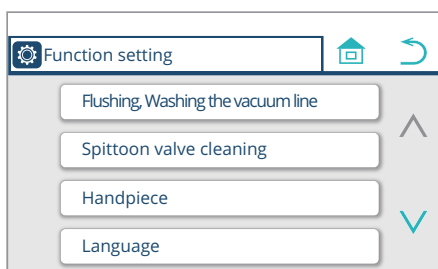 Function setting
Flushing, Washing the vacuum line
Spittoon valve cleaning
Handpiece
Language